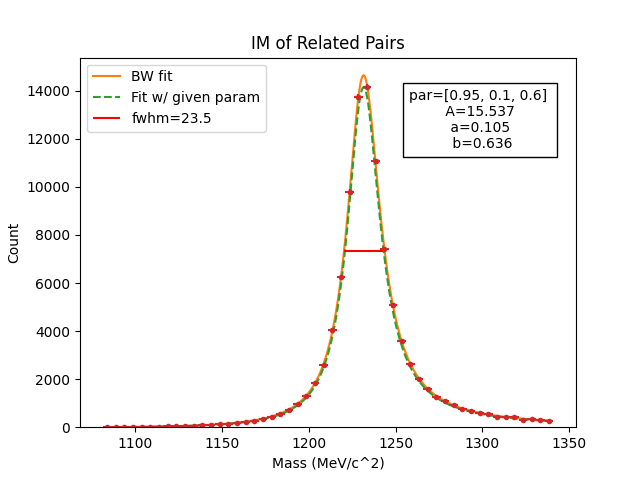 IM of Related Pairs
BW fit
Fit w/ given param
fwhm=23.5
par=[0.95, 0.1, 0.6]
A=15.537
a=0.105
b=0.636
Count
14000
12000
10000
8000
6000
4000
2000
0
1100
1150
1200
1250
1300
1350
Mass (MeV/c^2)